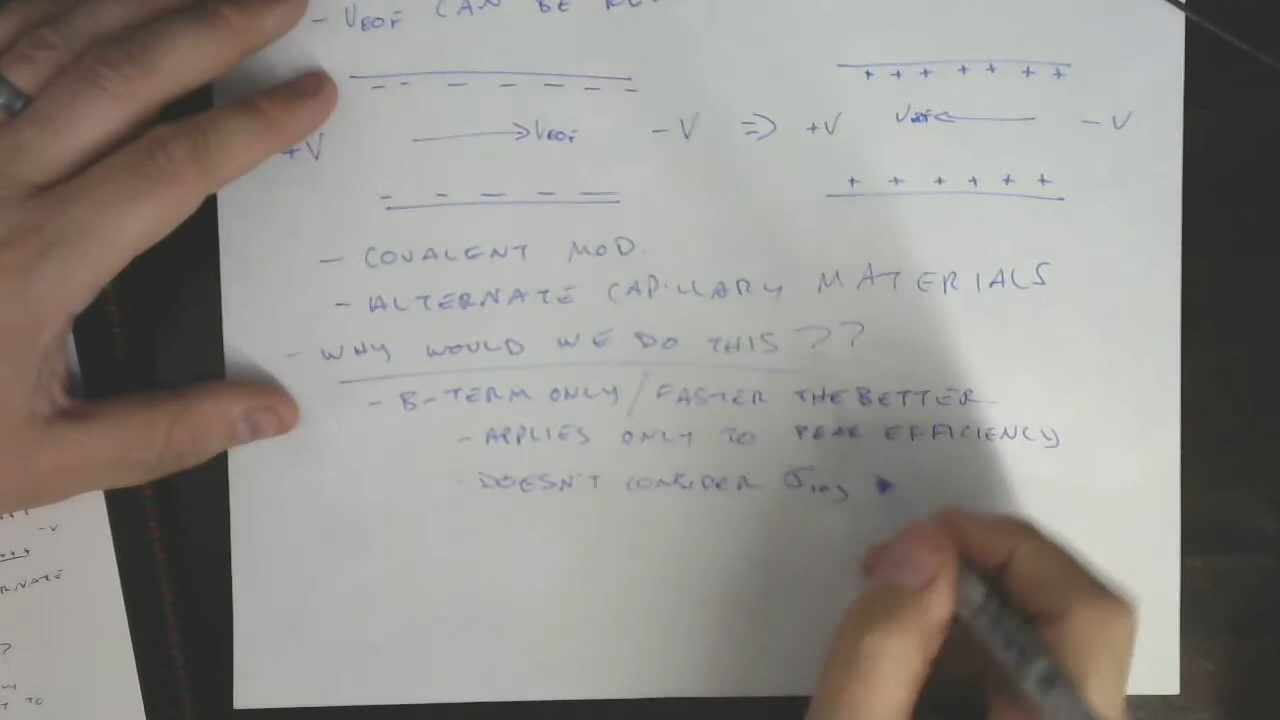 - VEOF CAN BE
- - - - - - - + + + + + + +
+V → VEOF -V ⇒ +V VEOF ← -V
- - - - - + + + + + +
- COVALENT MOD.
- ALTERNATE CAPILLARY MATERIALS
- WHY WOULD WE DO THIS??
- B-TERM ONLY / FASTER THE BETTER
- APPLIES ONLY TO PEAK EFFICIENCY
- DOESN'T CONSIDER σinj
-V
+++
?
TO